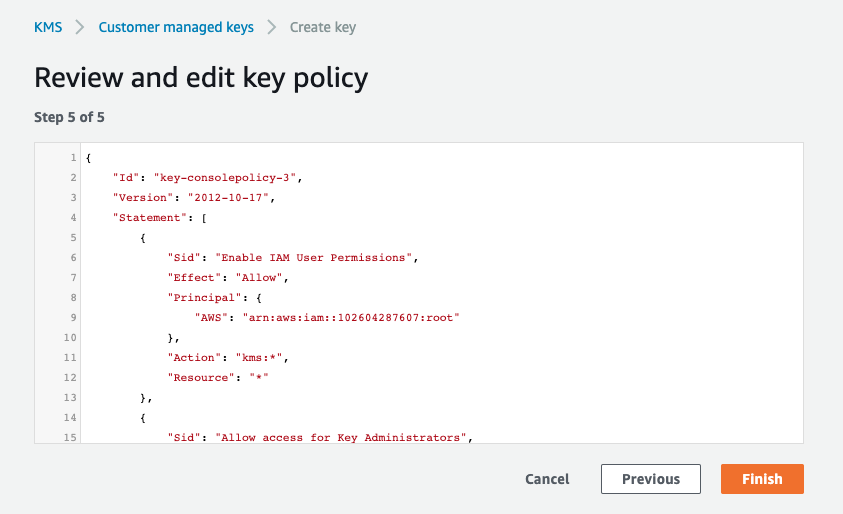 KMS > Customer managed keys > Create key
Review and edit key policy
Step 5 of 5
1 {
2 "Id": "key-consolepolicy-3",
3 "Version": "2012-10-17",
4 "Statement": [
5 {
6 "Sid": "Enable IAM User Permissions",
7 "Effect": "Allow",
8 "Principal": {
9 "AWS": "arn:aws:iam::102604287607:root"
10 },
11 "Action": "kms:*",
12 "Resource": "*"
13 },
14 {
15 "Sid": "Allow access for Key Administrators",
Cancel Previous Finish